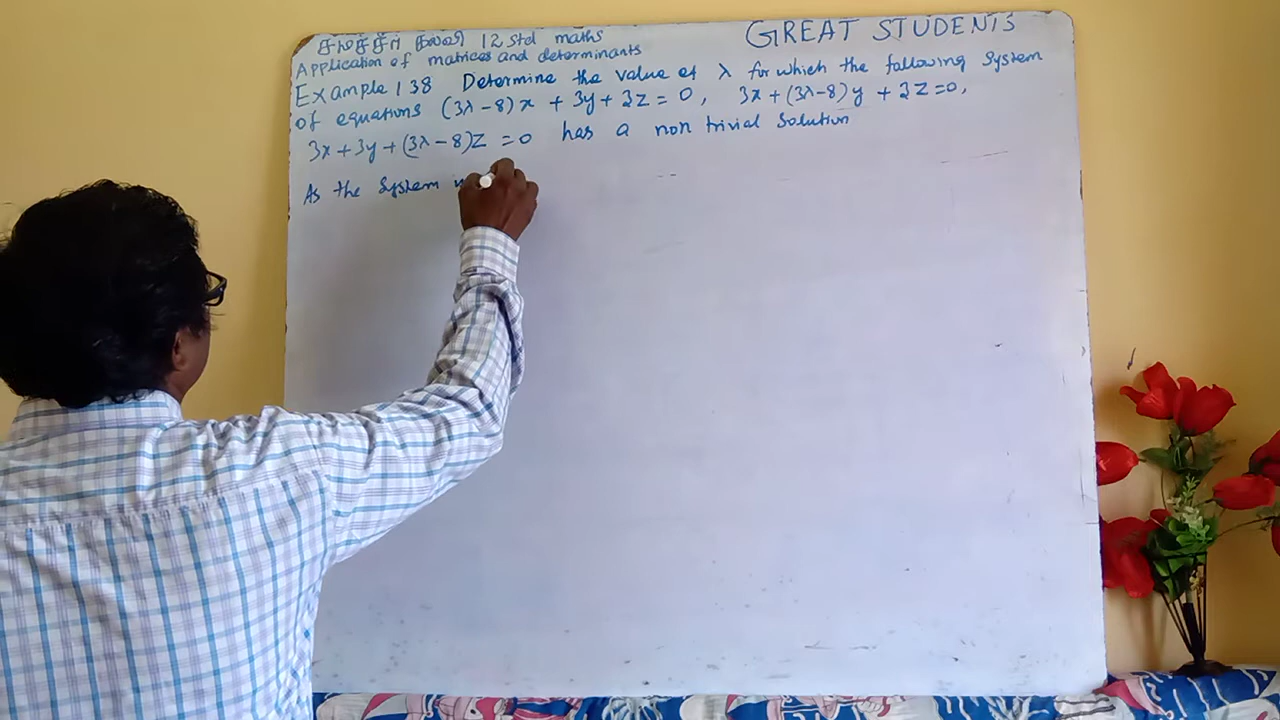 12 std maths GREAT STUDENTS
Application of matrices and determinants
Example 1 38 Determine the value of λ for which the following System
of equations (3λ-8)x + 3y + 3z = 0, 3x + (3λ-8)y + 3z = 0,
3x + 3y + (3λ-8)z = 0 has a non trivial Solution
As the System